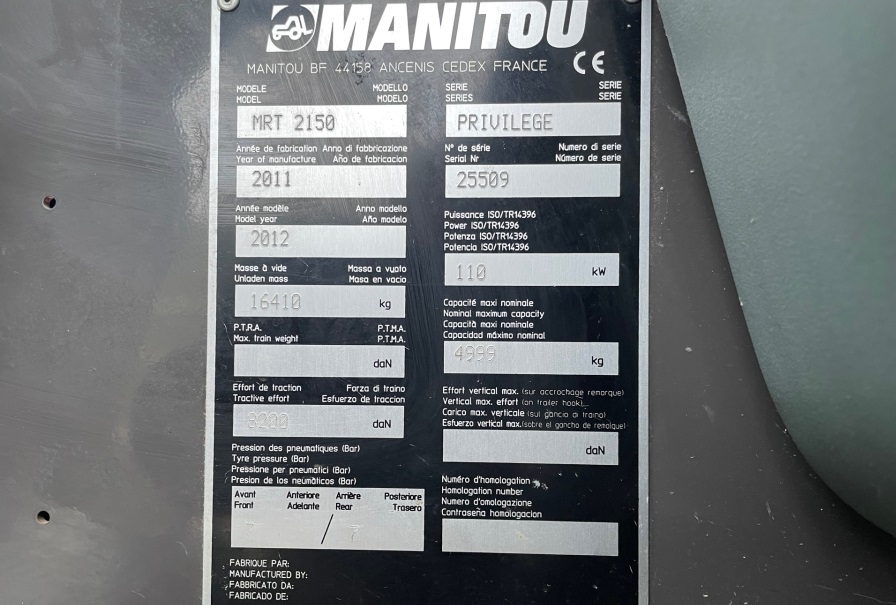 MANITOU
MANITOU BF 44158 ANCENIS CEDEX FRANCE CE
MODELE MODELLO
MODEL MODELO
MRT 2150
Année de fabrication Anno di fabbricazione
Year of manufacture Año de fabricacion
2011
Année modèle Anno modello
Model year Año modelo
2012
Masse à vide Massa a vuoto
Unladen mass Masa en vacio
16410 kg
P.T.R.A. P.T.M.A.
Max. train weight P.T.M.A.
daN
Effort de traction Forza di traino
Tractive effort Esfuerzo de traccion
daN
Pression des pneumatiques (Bar)
Tyre pressure (Bar)
Pressione per pneumatici (Bar)
Presion de los neumàticos (Bar)
Avant Anteriore Arrière Posteriore
Front Adelante Rear Trasero
/
FABRIQUE PAR:
MANUFACTURED BY:
FABBRICATO DA:
FABRICADO DE:
SERIE SERIE
SERIES SERIE
PRIVILEGE
N° de série Numero di serie
Serial Nr Número de serie
25509
Puissance ISO/TR14396
Power ISO/TR14396
Potenza ISO/TR14396
Potencia ISO/TR14396
110 kW
Capacité maxi nominale
Nominal maximum capacity
Capacità maxi nominale
Capacidad máximo nominal
4999 kg
Effort vertical max. (sur accrochage remorque)
Vertical max. effort (on trailer hook)
Carico max. verticale (sul gancio di traino)
Esfuerzo vertical max.(sobre el gancho de remolque)
daN
Numéro d'homologation
Homologation number
Numero d'omologazione
Contraseña homologacion